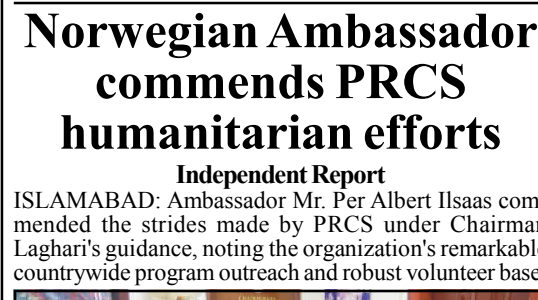 Norwegian Ambassador
commends PRCS
humanitarian efforts
Independent Report
ISLAMABAD: Ambassador Mr. Per Albert Ilsaas com
mended the strides made by PRCS under Chairman
Laghari's guidance, noting the organization's remarkable
countrywide program outreach and robust volunteer base